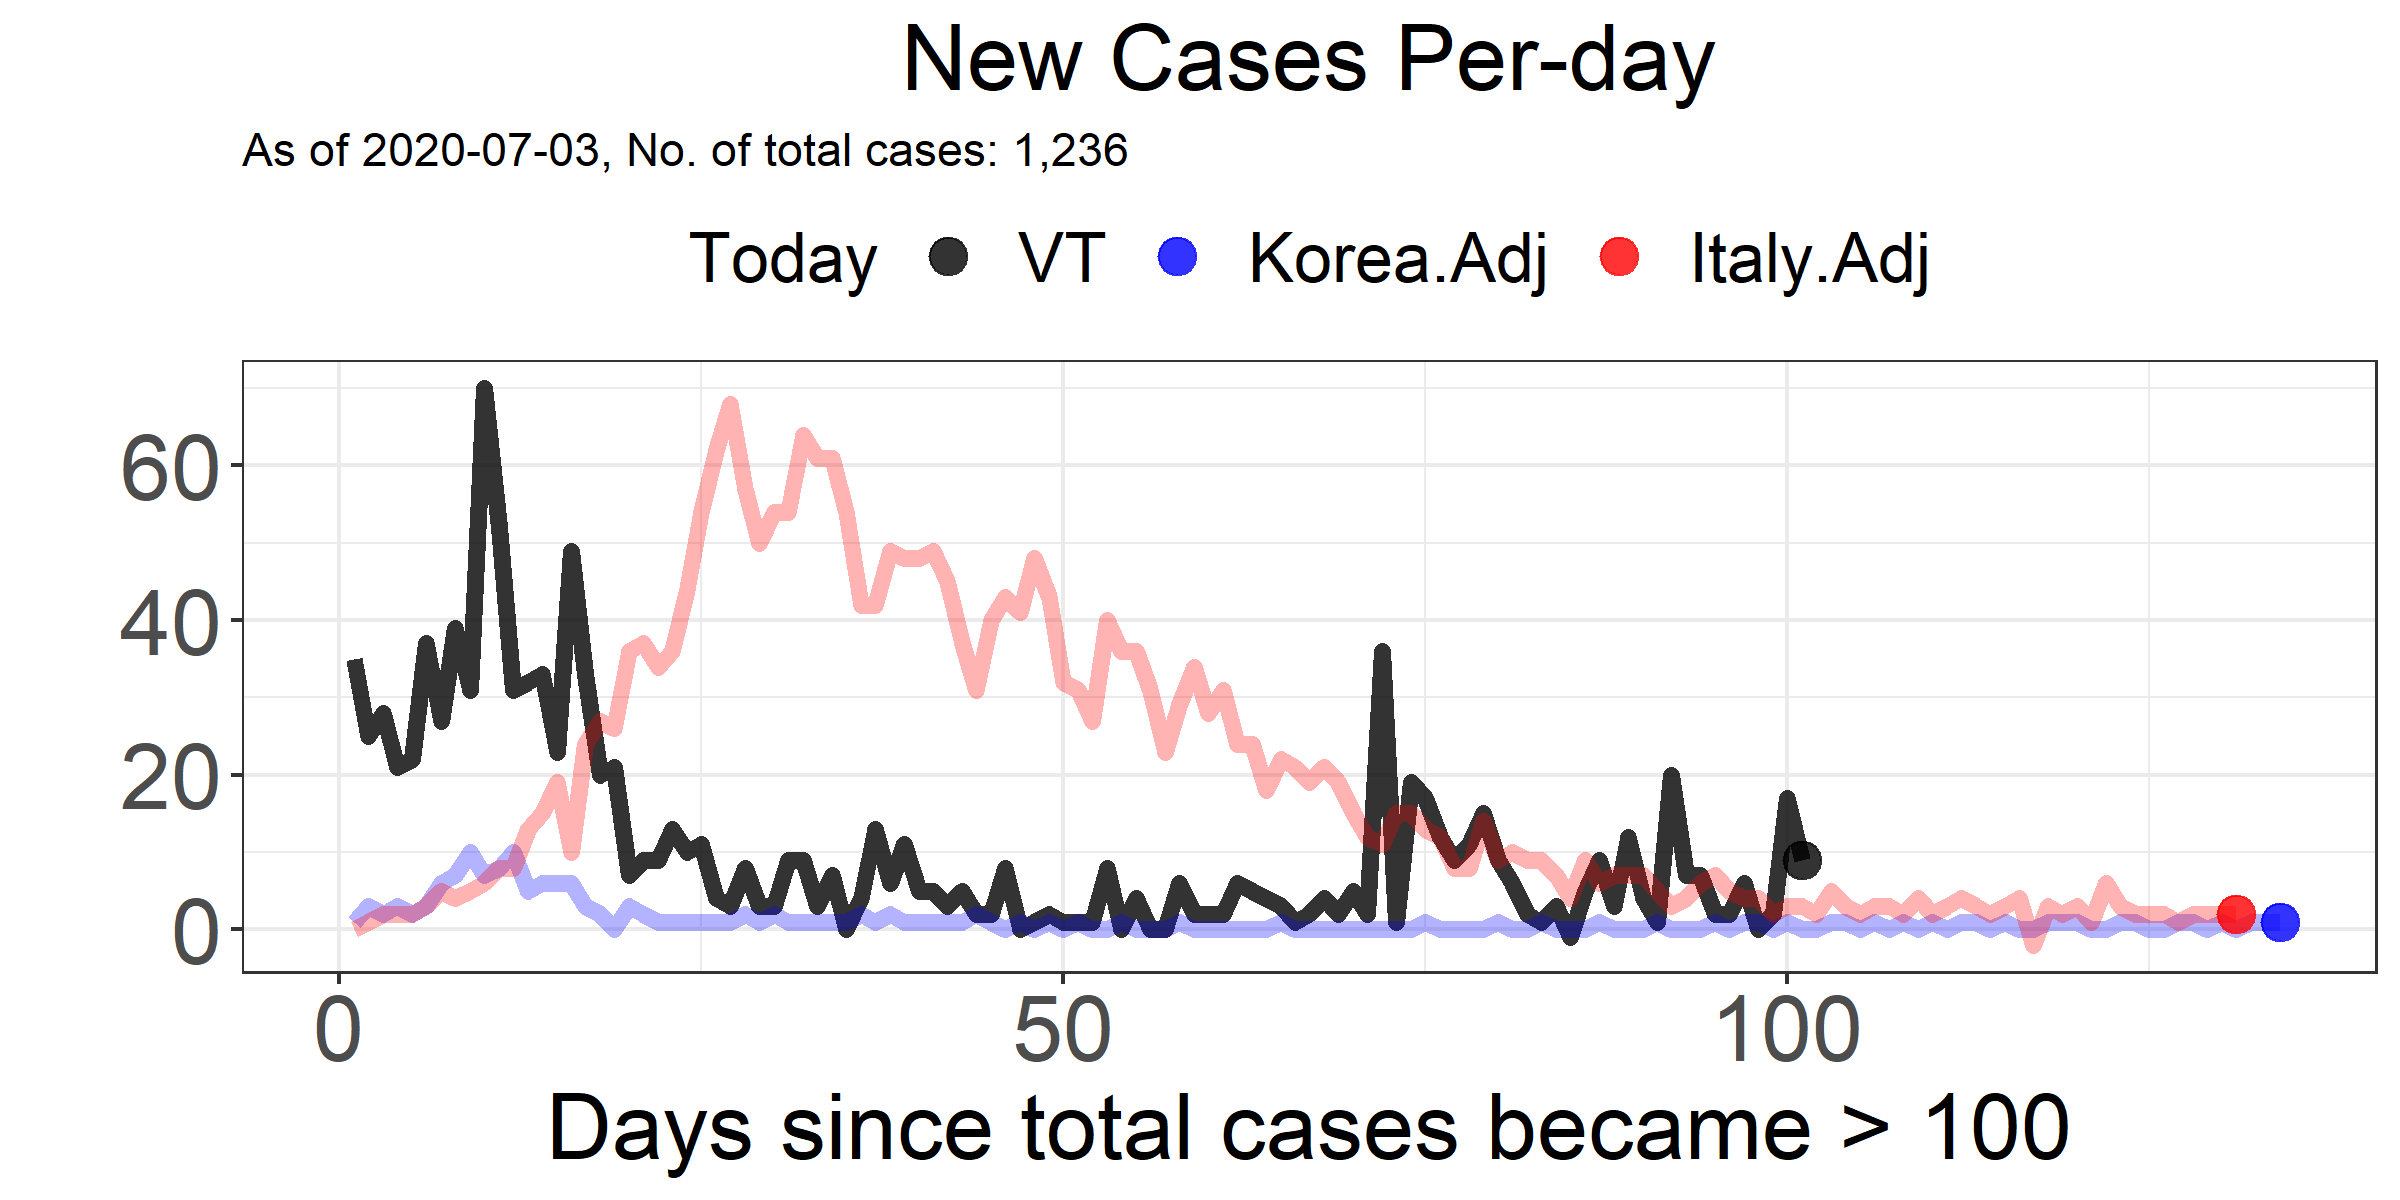 New Cases Per-day
As of 2020-07-03, No. of total cases: 1,236
Today VT Korea.Adj Italy.Adj
60
40
20
0
0 50 100
Days since total cases became > 100